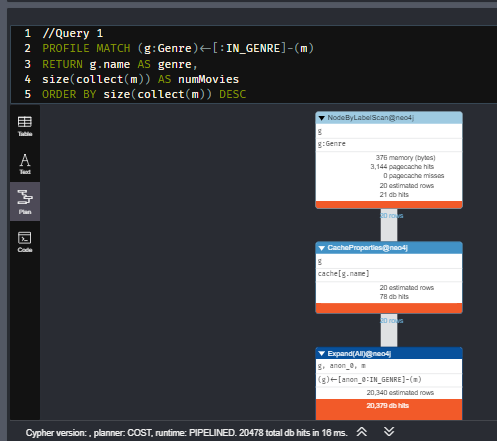 1 //Query 1
2 PROFILE MATCH (g:Genre)<-[:IN_GENRE]-(m)
3 RETURN g.name AS genre,
4 size(collect(m)) AS numMovies
5 ORDER BY size(collect(m)) DESC
Table
Text
Plan
Code
NodeByLabelScan@neo4j
g
g:Genre
376 memory (bytes)
3,144 pagecache hits
0 pagecache misses
20 estimated rows
21 db hits
20 rows
CacheProperties@neo4j
g
cache[g.name]
20 estimated rows
78 db hits
20 rows
Expand(All)@neo4j
g, anon_0, m
(g)<-[anon_0:IN_GENRE]-(m)
20,340 estimated rows
20,379 db hits
Cypher version: , planner: COST, runtime: PIPELINED. 20478 total db hits in 16 ms.